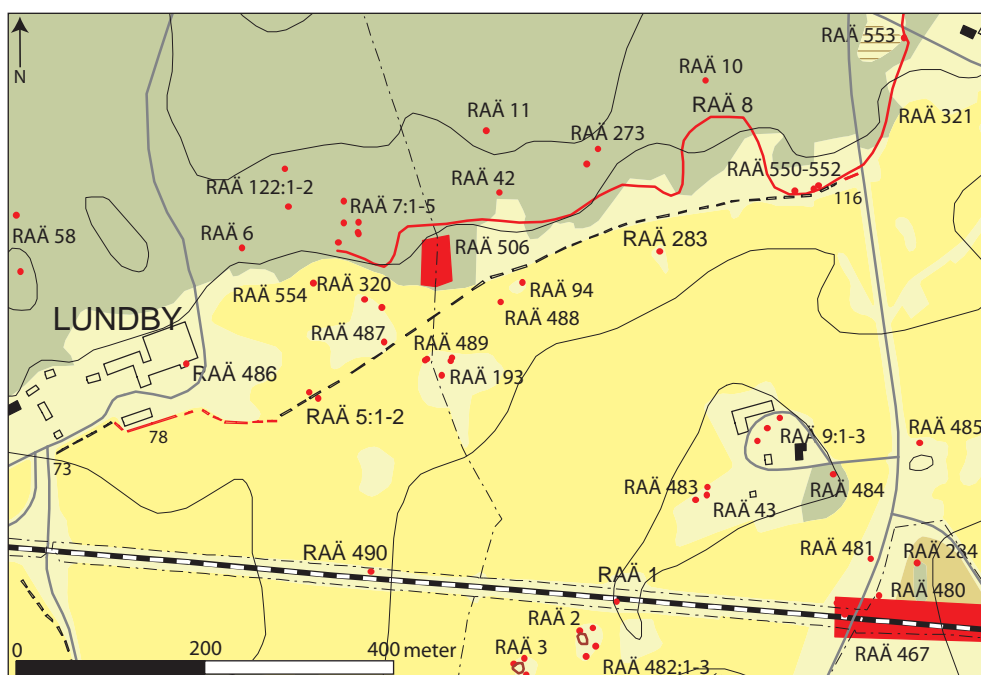 RAÄ 553
4
N
RAÄ 10
RAÄ 8
RAÄ 11
RAÄ 321
RAÄ 273
RAÄ 550-552
RAÄ 122:1-2
RAÄ 42
116
RAÄ 7:1-5
RAÄ 58
RAÄ 6
RAÄ 506
RAÄ 283
RAÄ 554
RAÄ 320
RAÄ 94
LUNDBY
RAÄ 488
RAÄ 487
RAÄ 489
RAÄ 486
RAÄ 193
RAÄ 5:1-2
78
RAÄ 9:1-3
RAÄ 485
73
RAÄ 483
RAÄ 484
RAÄ 43
RAÄ 490
RAÄ 481
RAÄ 284
RAÄ 1
RAÄ 480
RAÄ 2
RAÄ 3
RAÄ 467
RAÄ 482:1-3
0 200 400 meter